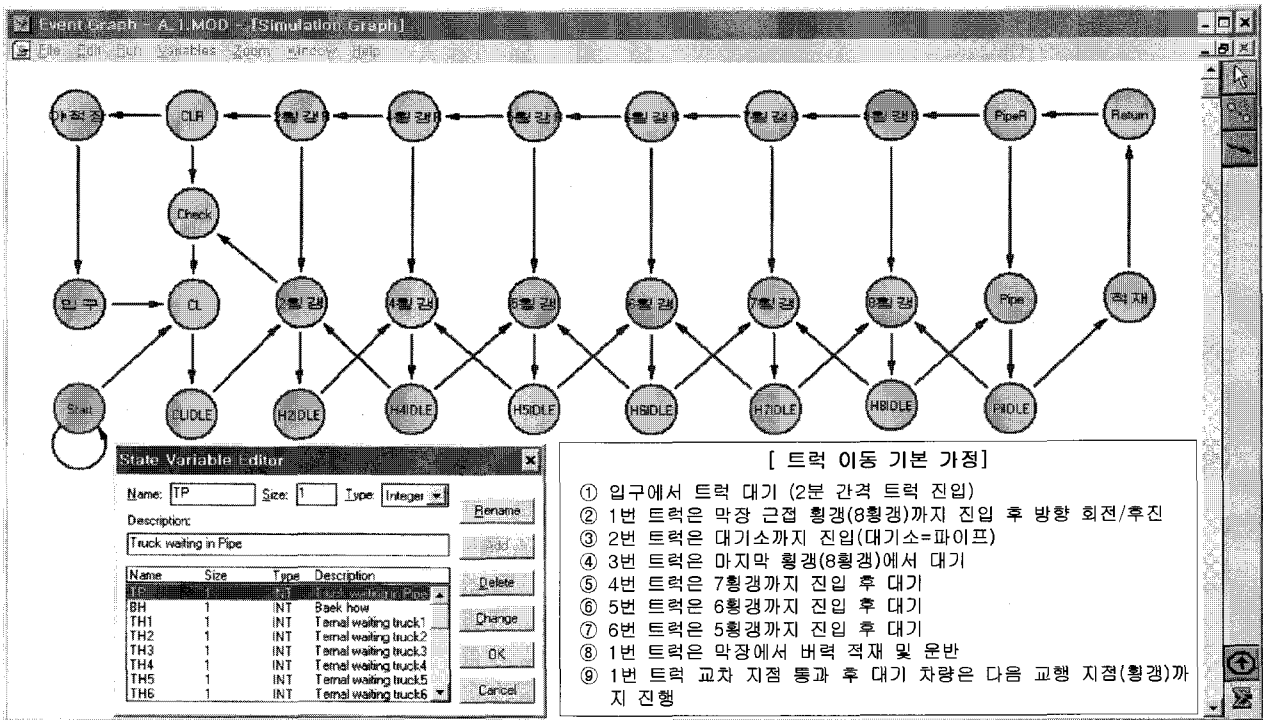 Event Graph - A_1.MOD - [Simulation Graph]
File Edit Run Variables Zoom Window Help
CLR
PipeR
Return
Check
입구
CL
2횡갱
4횡갱
6횡갱
7횡갱
8횡갱
Pipe
적재
Start
CLIDLE
H2IDLE
H4IDLE
H5IDLE
H6IDLE
H7IDLE
H8IDLE
PIDLE
State Variable Editor
Name: TP Size: 1 Type: Integer
Rename
Description:
Add
Truck waiting in Pipe
Name Size Type Description
Delete
TP 1 INT Truck waiting in Pipe
BH 1 INT Baek how
TH1 1 INT Ternal waiting truck1
Change
TH2 1 INT Ternal waiting truck2
TH3 1 INT Ternal waiting truck3
OK
TH4 1 INT Ternal waiting truck4
TH5 1 INT Ternal waiting truck5
TH6 1 INT Ternal waiting truck6
Cancel
[ 트럭 이동 기본 가정]
① 입구에서 트럭 대기 (2분 간격 트럭 진입)
② 1번 트럭은 막장 근접 횡갱(8횡갱)까지 진입 후 방향 회전/후진
③ 2번 트럭은 대기소까지 진입(대기소=파이프)
④ 3번 트럭은 마지막 횡갱(8횡갱)에서 대기
⑤ 4번 트럭은 7횡갱까지 진입 후 대기
⑥ 5번 트럭은 6횡갱까지 진입 후 대기
⑦ 6번 트럭은 5횡갱까지 진입 후 대기
⑧ 1번 트럭은 막장에서 버력 적재 및 운반
⑨ 1번 트럭 교차 지점 통과 후 대기 차량은 다음 교행 지점(횡갱)까
지 진행